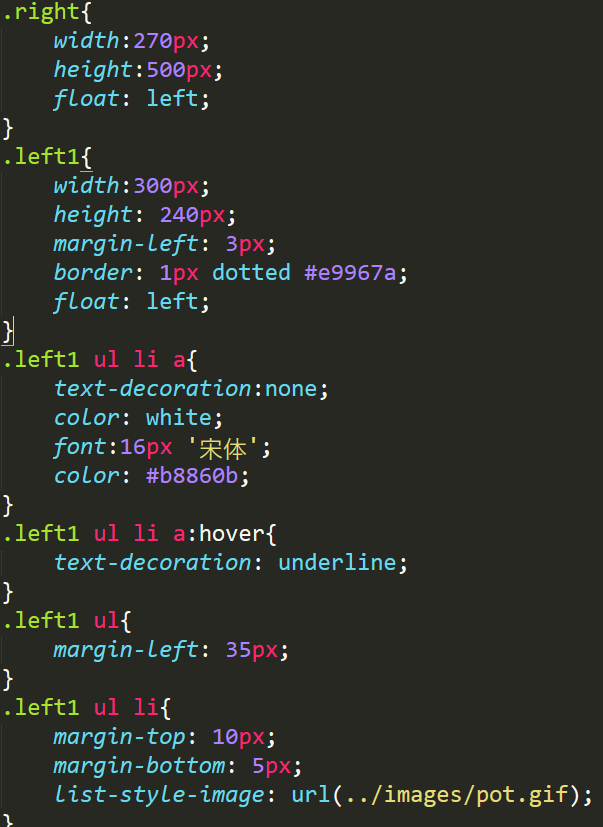 .right{
    width:270px;
    height:500px;
    float: left;
}
.left1{
    width:300px;
    height: 240px;
    margin-left: 3px;
    border: 1px dotted #e9967a;
    float: left;
}
.left1 ul li a{
    text-decoration:none;
    color: white;
    font:16px '宋体';
    color: #b8860b;
}
.left1 ul li a:hover{
    text-decoration: underline;
}
.left1 ul{
    margin-left: 35px;
}
.left1 ul li{
    margin-top: 10px;
    margin-bottom: 5px;
    list-style-image: url(../images/pot.gif);
}